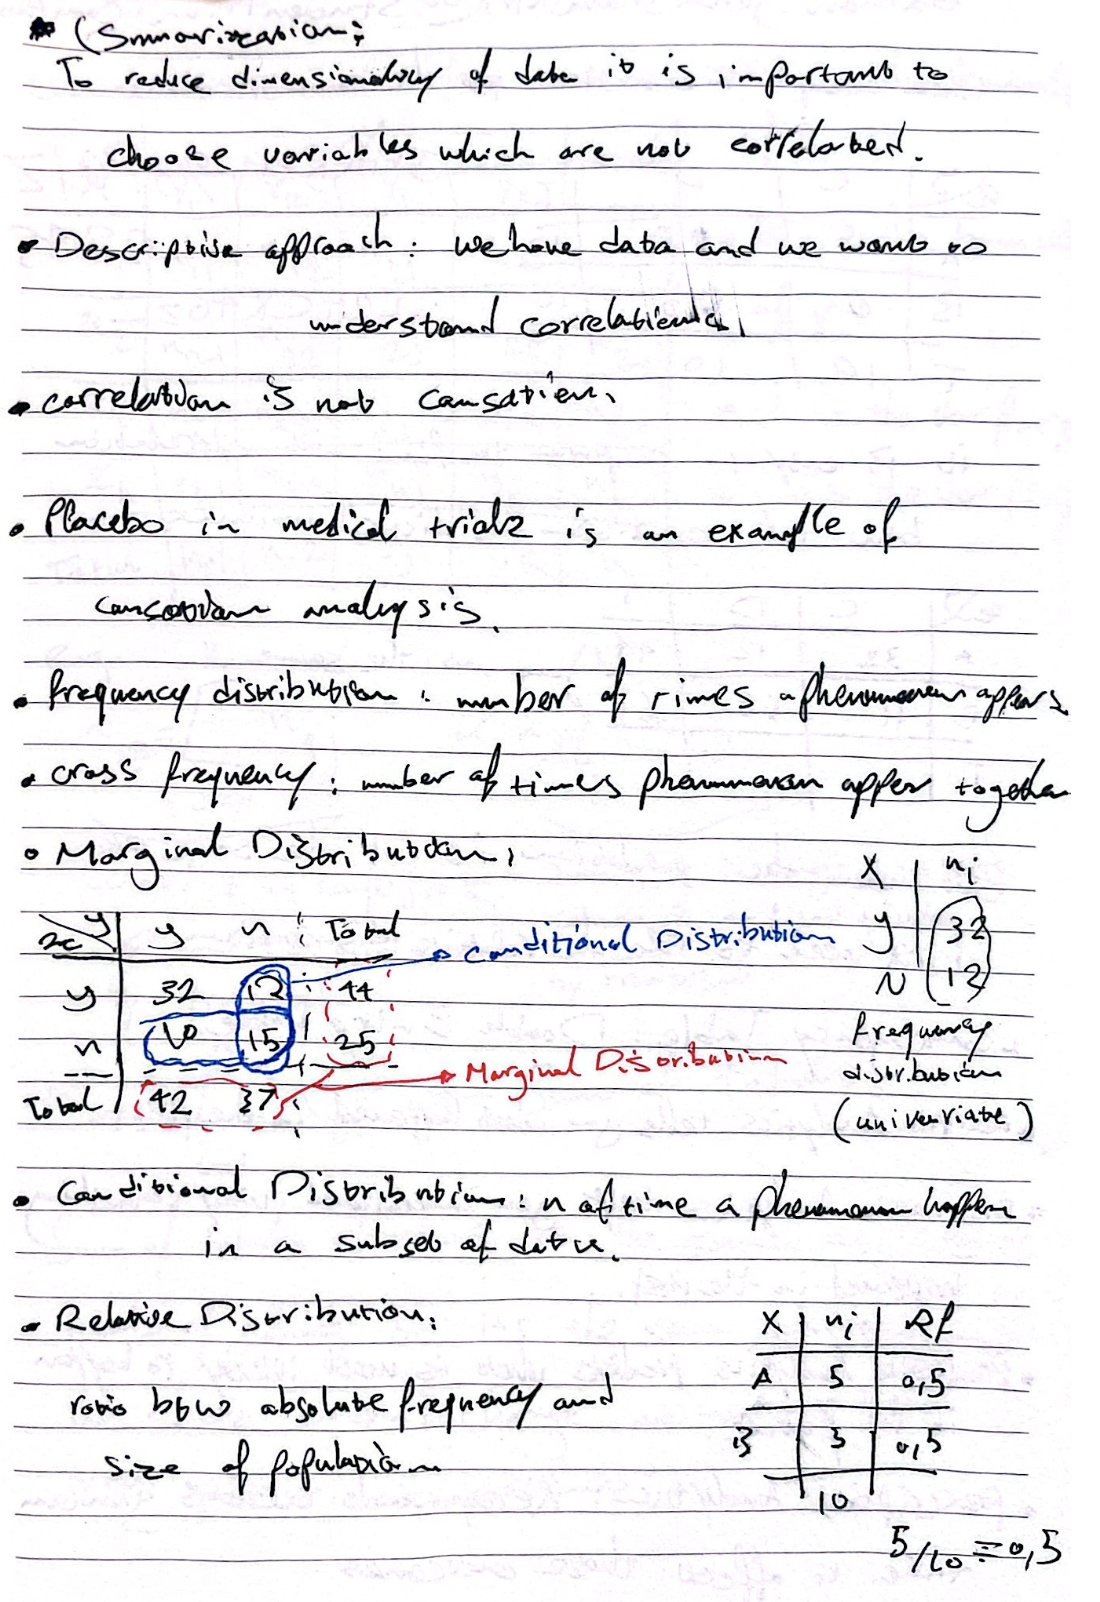 (Summarization:
To reduce dimensionality of data it is important to
choose variables which are not correlated.
• Descriptive approach: we have data and we want to
understand correlation
• correlation is not causation.
• Placebo in medical trials is an example of
causation analysis.
• frequency distribution: number of times a phenomenon appears
• cross frequency: number of times phenomenon apper together
• Marginal Distribution:
x y | y n Total
y 32 12 44
n 10 15 25
Total 42 37
Conditional Distribution
Marginal Distribution
X | ni
y 32
N 12
frequency
distribution
(univariate)
• Conditional Distribution: n of time a phenomenon happen
in a subset of data.
• Relative Distribution:
ratio btw absolute frequency and
size of population
X | ni | Rf
A 5 0,5
B 5 0,5
10
5/10 = 0,5